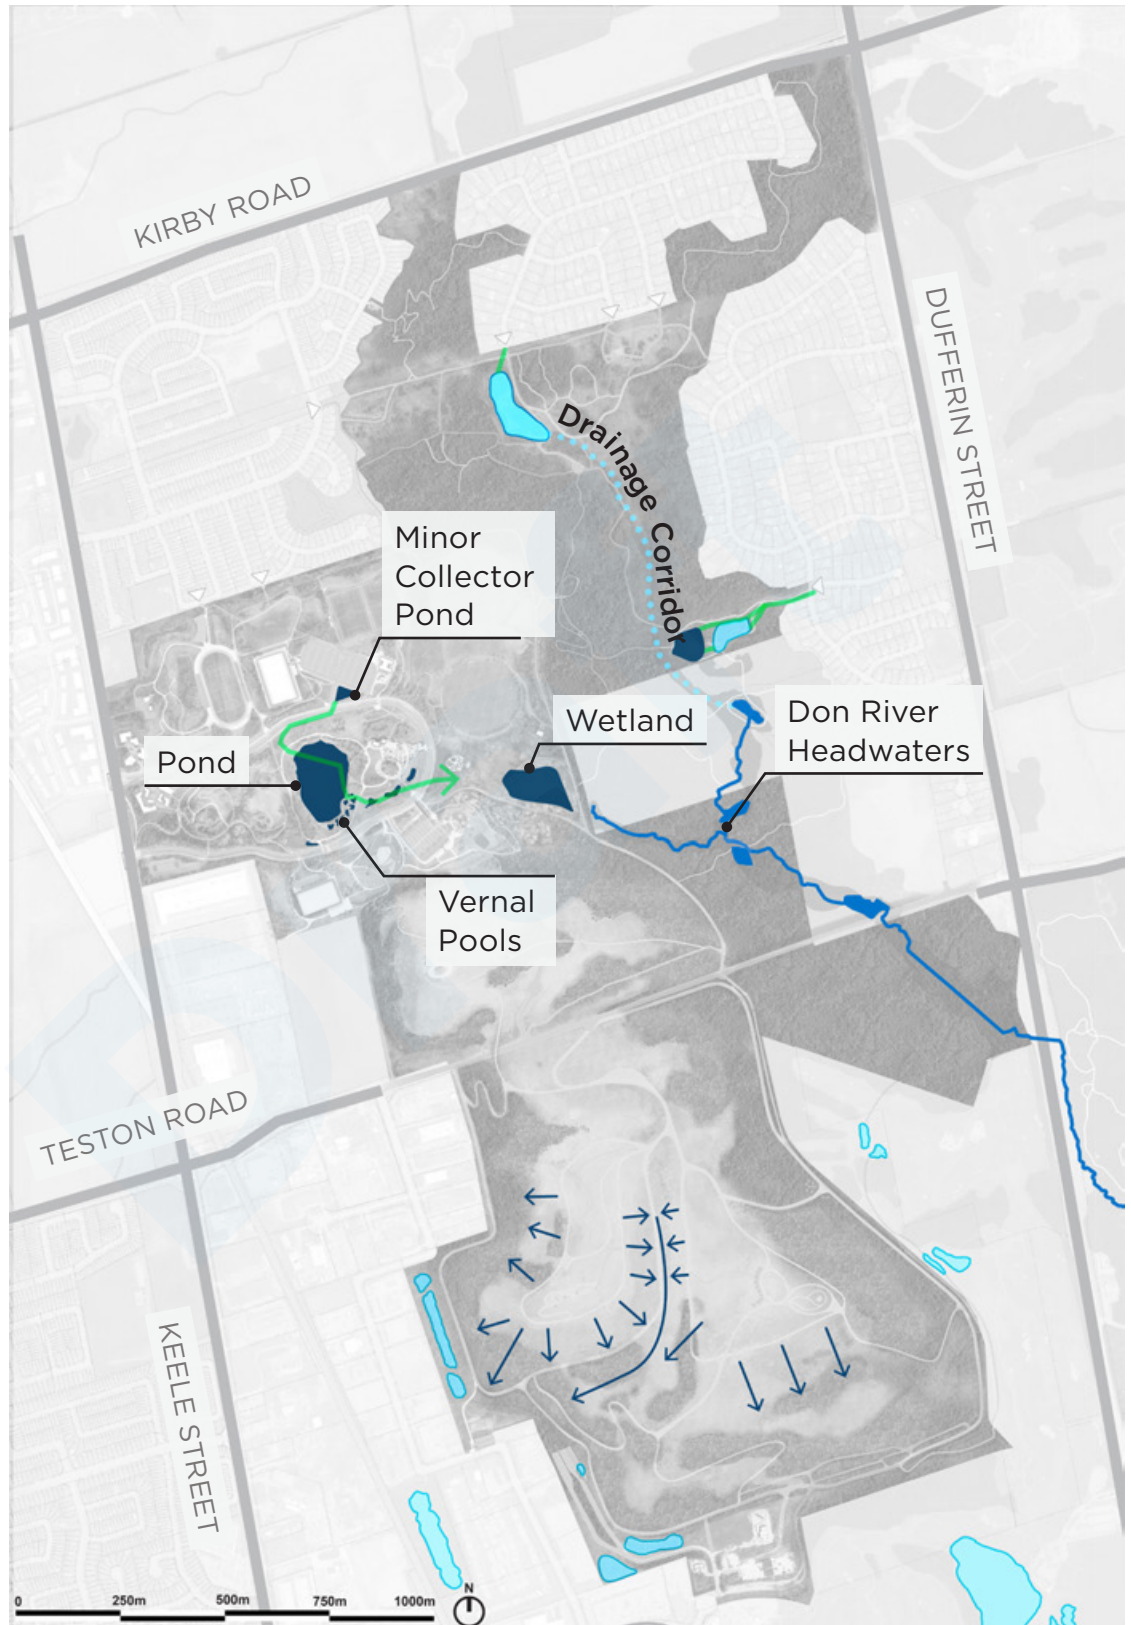 KIRBY ROAD
DUFFERIN STREET
Drainage Corridor
Minor
Collector
Pond
Wetland
Don River
Headwaters
Pond
Vernal
Pools
TESTON ROAD
KEELE STREET
0 250m 500m 750m 1000m
N